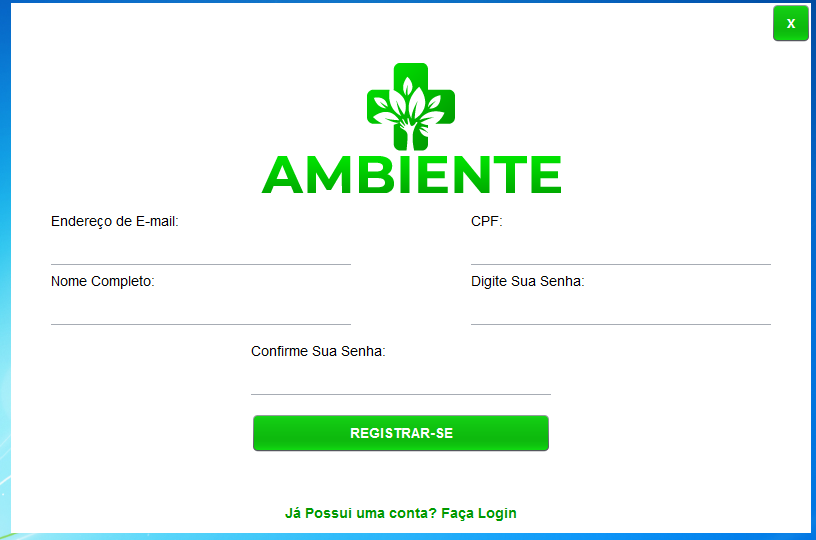 X
AMBIENTE
Endereço de E-mail:
CPF:
Nome Completo:
Digite Sua Senha:
Confirme Sua Senha:
REGISTRAR-SE
Já Possui uma conta? Faça Login